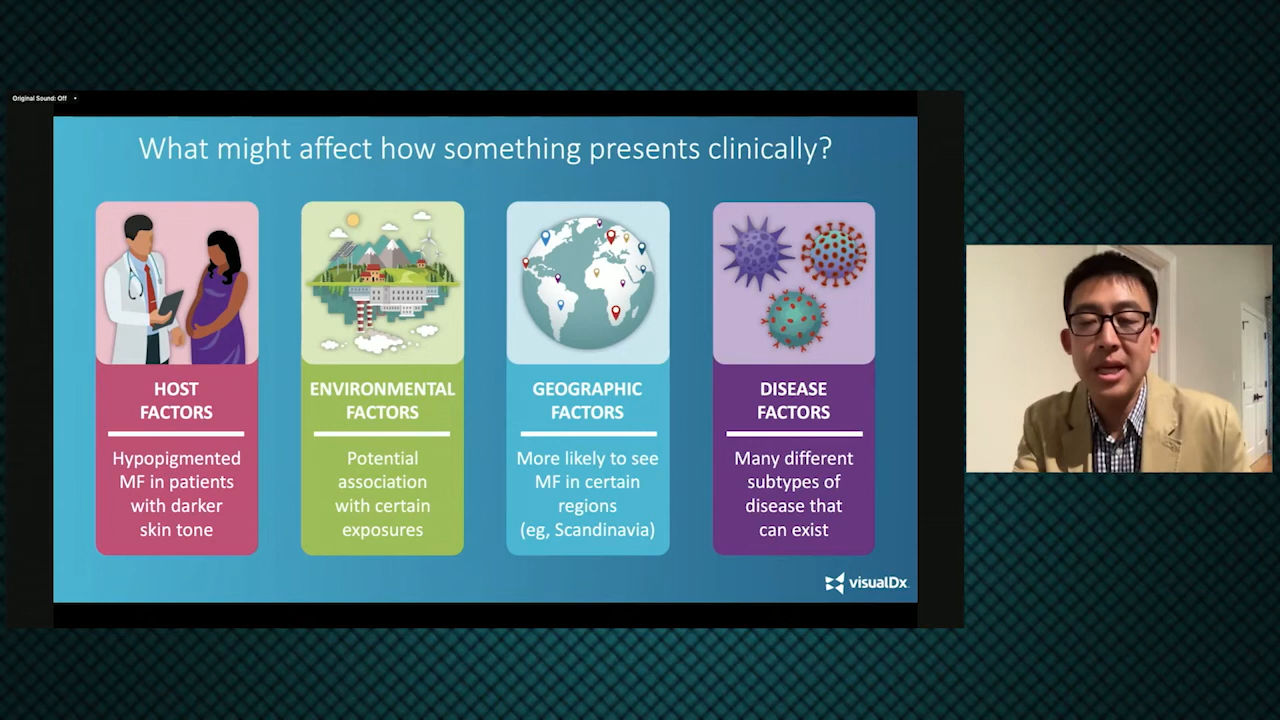 Original Sound: Off
What might affect how something presents clinically?
HOST
FACTORS
Hypopigmented
MF in patients
with darker
skin tone
ENVIRONMENTAL
FACTORS
Potential
association
with certain
exposures
GEOGRAPHIC
FACTORS
More likely to see
MF in certain
regions
(eg, Scandinavia)
DISEASE
FACTORS
Many different
subtypes of
disease that
can exist
visualDx